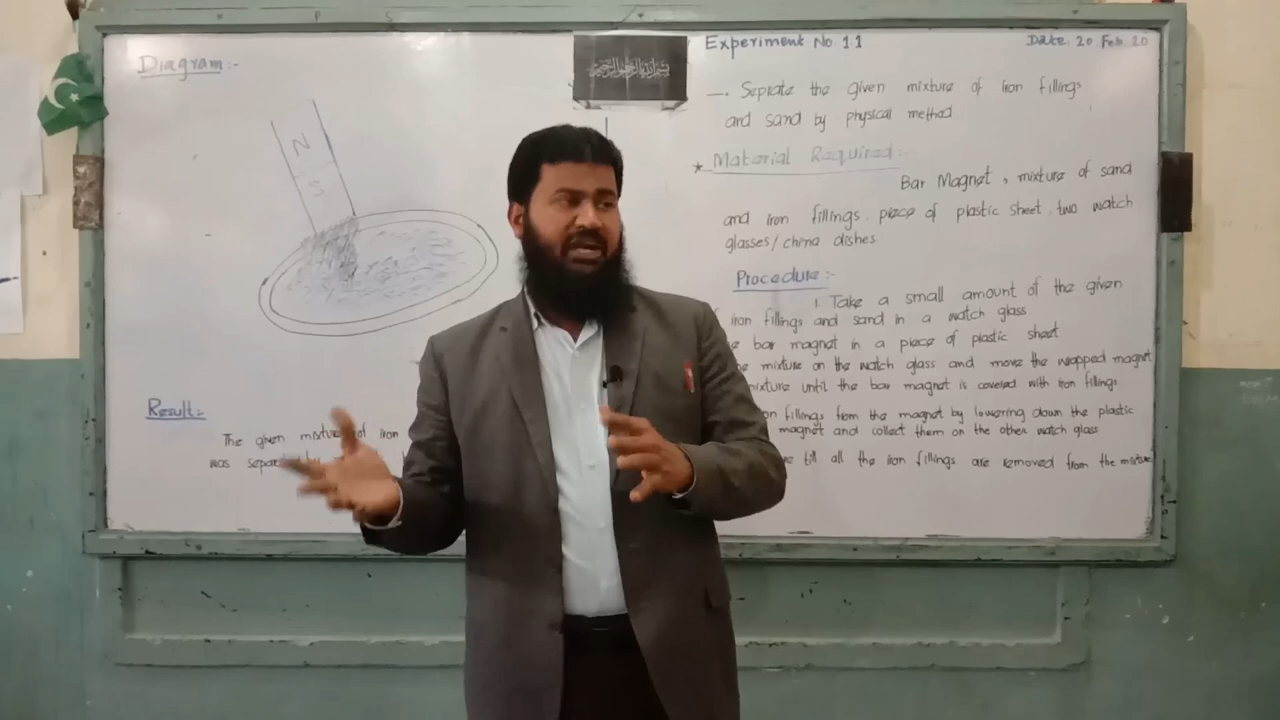 Diagram:-
N
S
Result:-
The given mixture of iron
was
بسم الله الرحمن الرحيم
Experiment No 11
Date 20 Feb 20
Seprate the given mixture of iron fillings
and sand by physical method
* Material Required:-
Bar Magnet, mixture of sand
and iron fillings. piece of plastic sheet. two watch
glasses/china dishes.
Procedure:-
1. Take a small amount of the given
iron fillings and sand in a watch glass
bar magnet in a piece of plastic sheet
mixture on the watch glass and move the wrapped magnet
until the bar magnet is covered with iron fillings
fillings from the magnet by lowering down the plastic
magnet and collect them on the other watch glass
till all the iron fillings are removed from the mixture